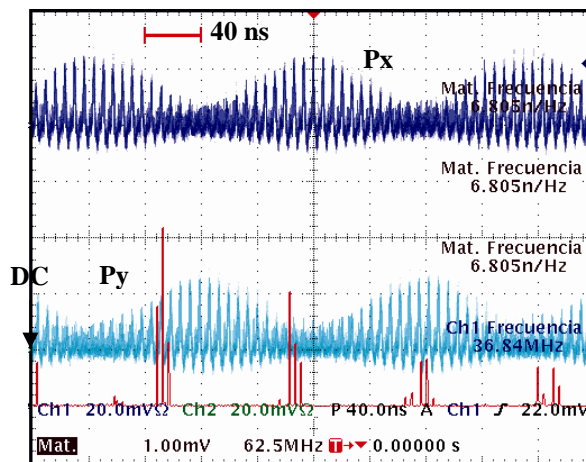 40 ns
Px
Mat. Frecuencia
6.805n/Hz
Mat. Frecuencia
6.805n/Hz
Mat. Frecuencia
6.805n/Hz
DC
Py
Ch1 Frecuencia
36.84MHz
Ch1 20.0mVΩ Ch2 20.0mVΩ P 40.0ns A Ch1 ƒ 22.0mV
Mat. 1.00mV 62.5MHz T→▼ 0.00000 s